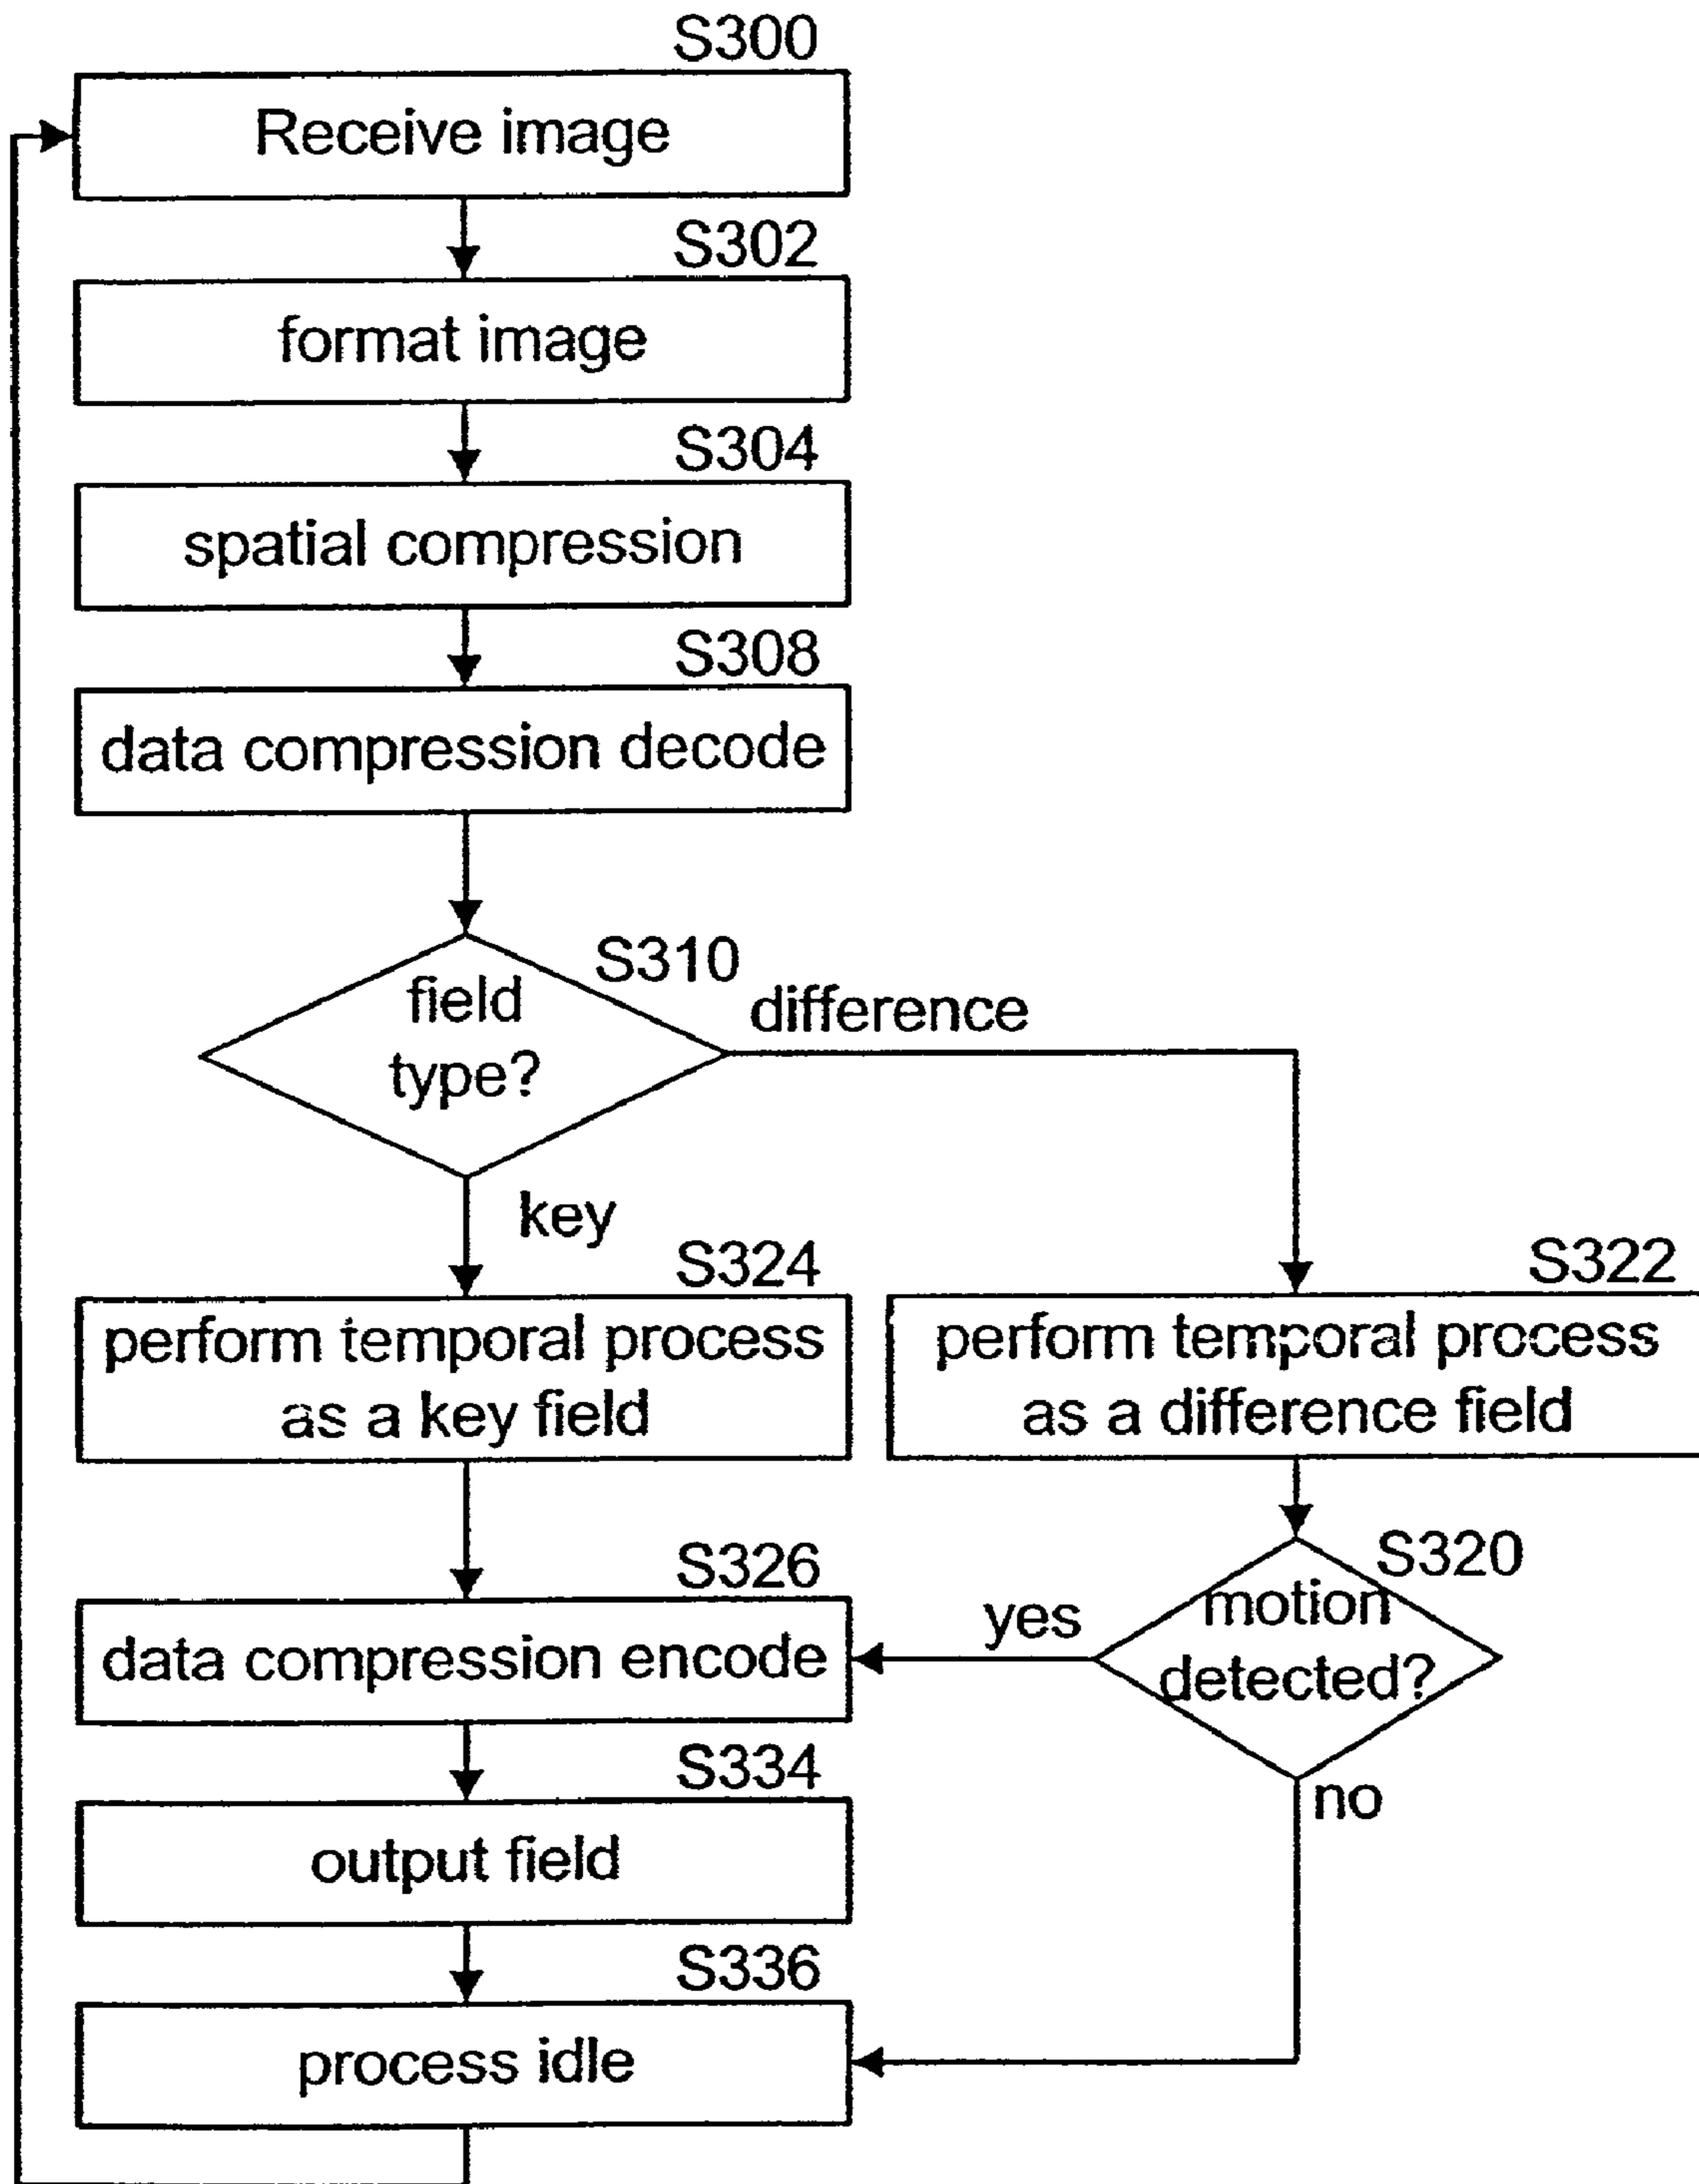 S300
Receive image
S302
format image
S304
spatial compression
S308
data compression decode
S310
field
type?
difference
key
S324
perform temporal process
as a key field
S322
perform temporal process
as a difference field
S320
motion
detected?
yes
no
S326
data compression encode
S334
output field
S336
process idle